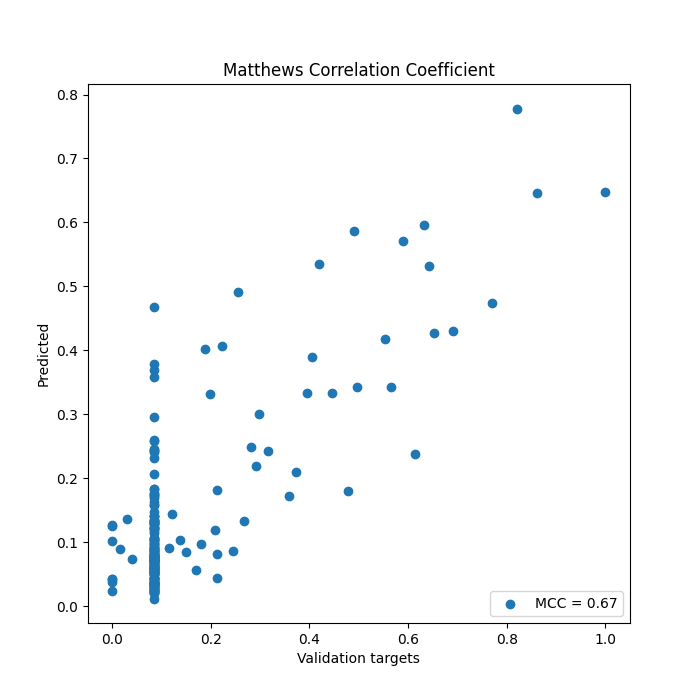 Matthews Correlation Coefficient
0.8
0.7
0.6
0.5
0.4
0.3
0.2
0.1
0.0
Predicted
MCC = 0.67
0.0 0.2 0.4 0.6 0.8 1.0
Validation targets